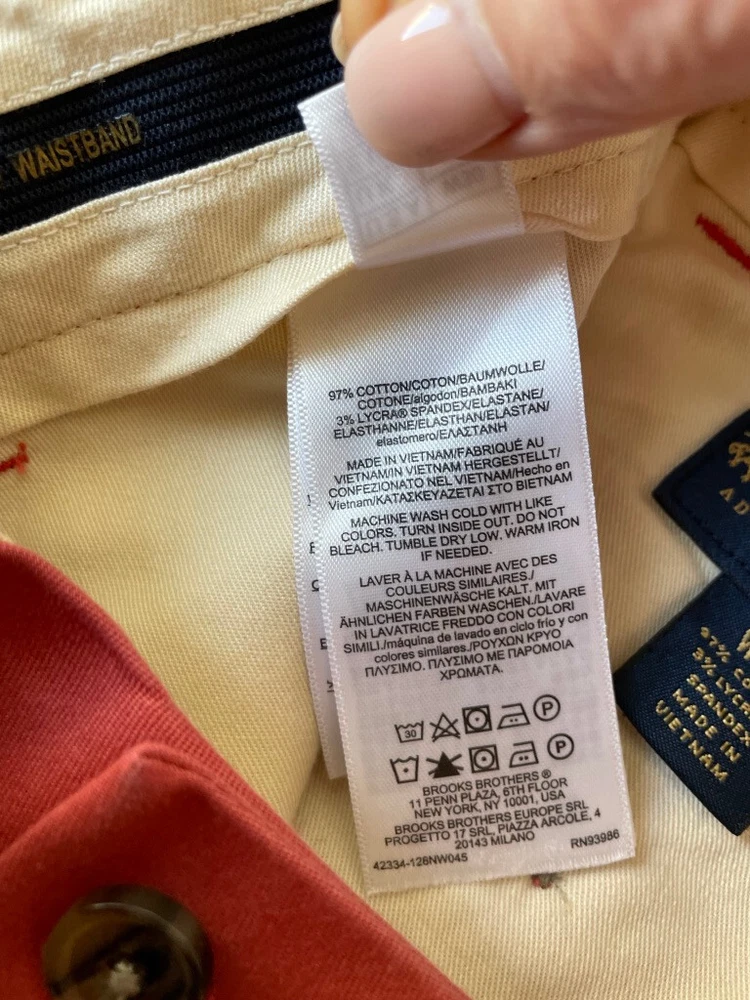 WAISTBAND
97% COTTON/COTON/BAUMWOLLE/
COTONE/algodon/BAMBAKI
3% LYCRA® SPANDEX/ELASTANE/
ELASTHANNE/ELASTHAN/ELASTAN/
elastomero/ΕΛΑΣΤΑΝΗ
MADE IN VIETNAM/FABRIQUÉ AU
VIETNAM/IN VIETNAM HERGESTELLT/
CONFEZIONATO NEL VIETNAM/Hecho en
Vietnam/ΚΑΤΑΣΚΕΥΑΖΕΤΑΙ ΣΤΟ ΒΙΕΤΝΑΜ
MACHINE WASH COLD WITH LIKE
COLORS. TURN INSIDE OUT. DO NOT
BLEACH. TUMBLE DRY LOW. WARM IRON
IF NEEDED.
LAVER À LA MACHINE AVEC DES
COULEURS SIMILAIRES./
MASCHINENWÄSCHE KALT. MIT
ÄHNLICHEN FARBEN WASCHEN./LAVARE
IN LAVATRICE FREDDO CON COLORI
SIMILI./máquina de lavado en ciclo frío y con
colores similares./ΡΟΥΧΩΝ ΚΡΥΟ
ΠΛΥΣΙΜΟ. ΠΛΥΣΙΜΟ ΜΕ ΠΑΡΟΜΟΙΑ
ΧΡΩΜΑΤΑ.
30 P
P
BROOKS BROTHERS ®
11 PENN PLAZA, 6TH FLOOR
NEW YORK, NY 10001, USA
BROOKS BROTHERS EUROPE SRL
PROGETTO 17 SRL, PIAZZA ARCOLE, 4
20143 MILANO
42334-128NW045 RN93986
97% CO
3% LYCR
SPANDEX
MADE IN
VIETNAM